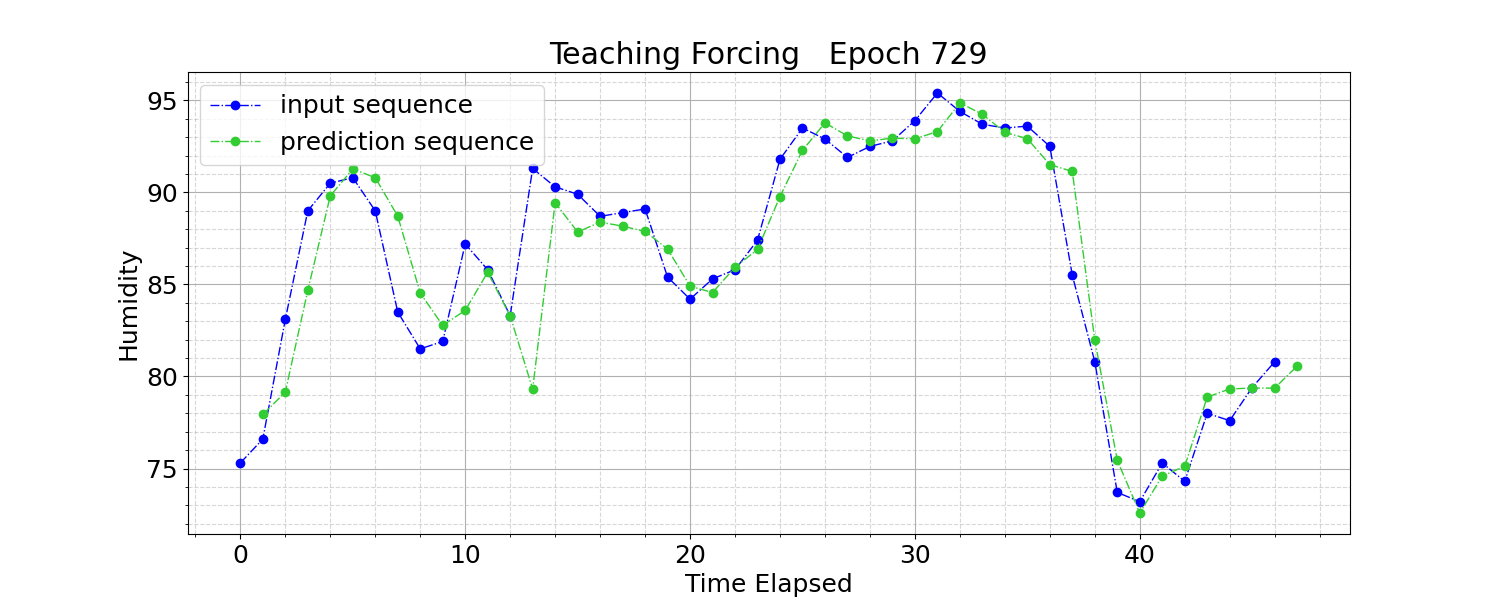 Teaching Forcing   Epoch 729
input sequence
prediction sequence
Humidity
95
90
85
80
75
0 10 20 30 40
Time Elapsed